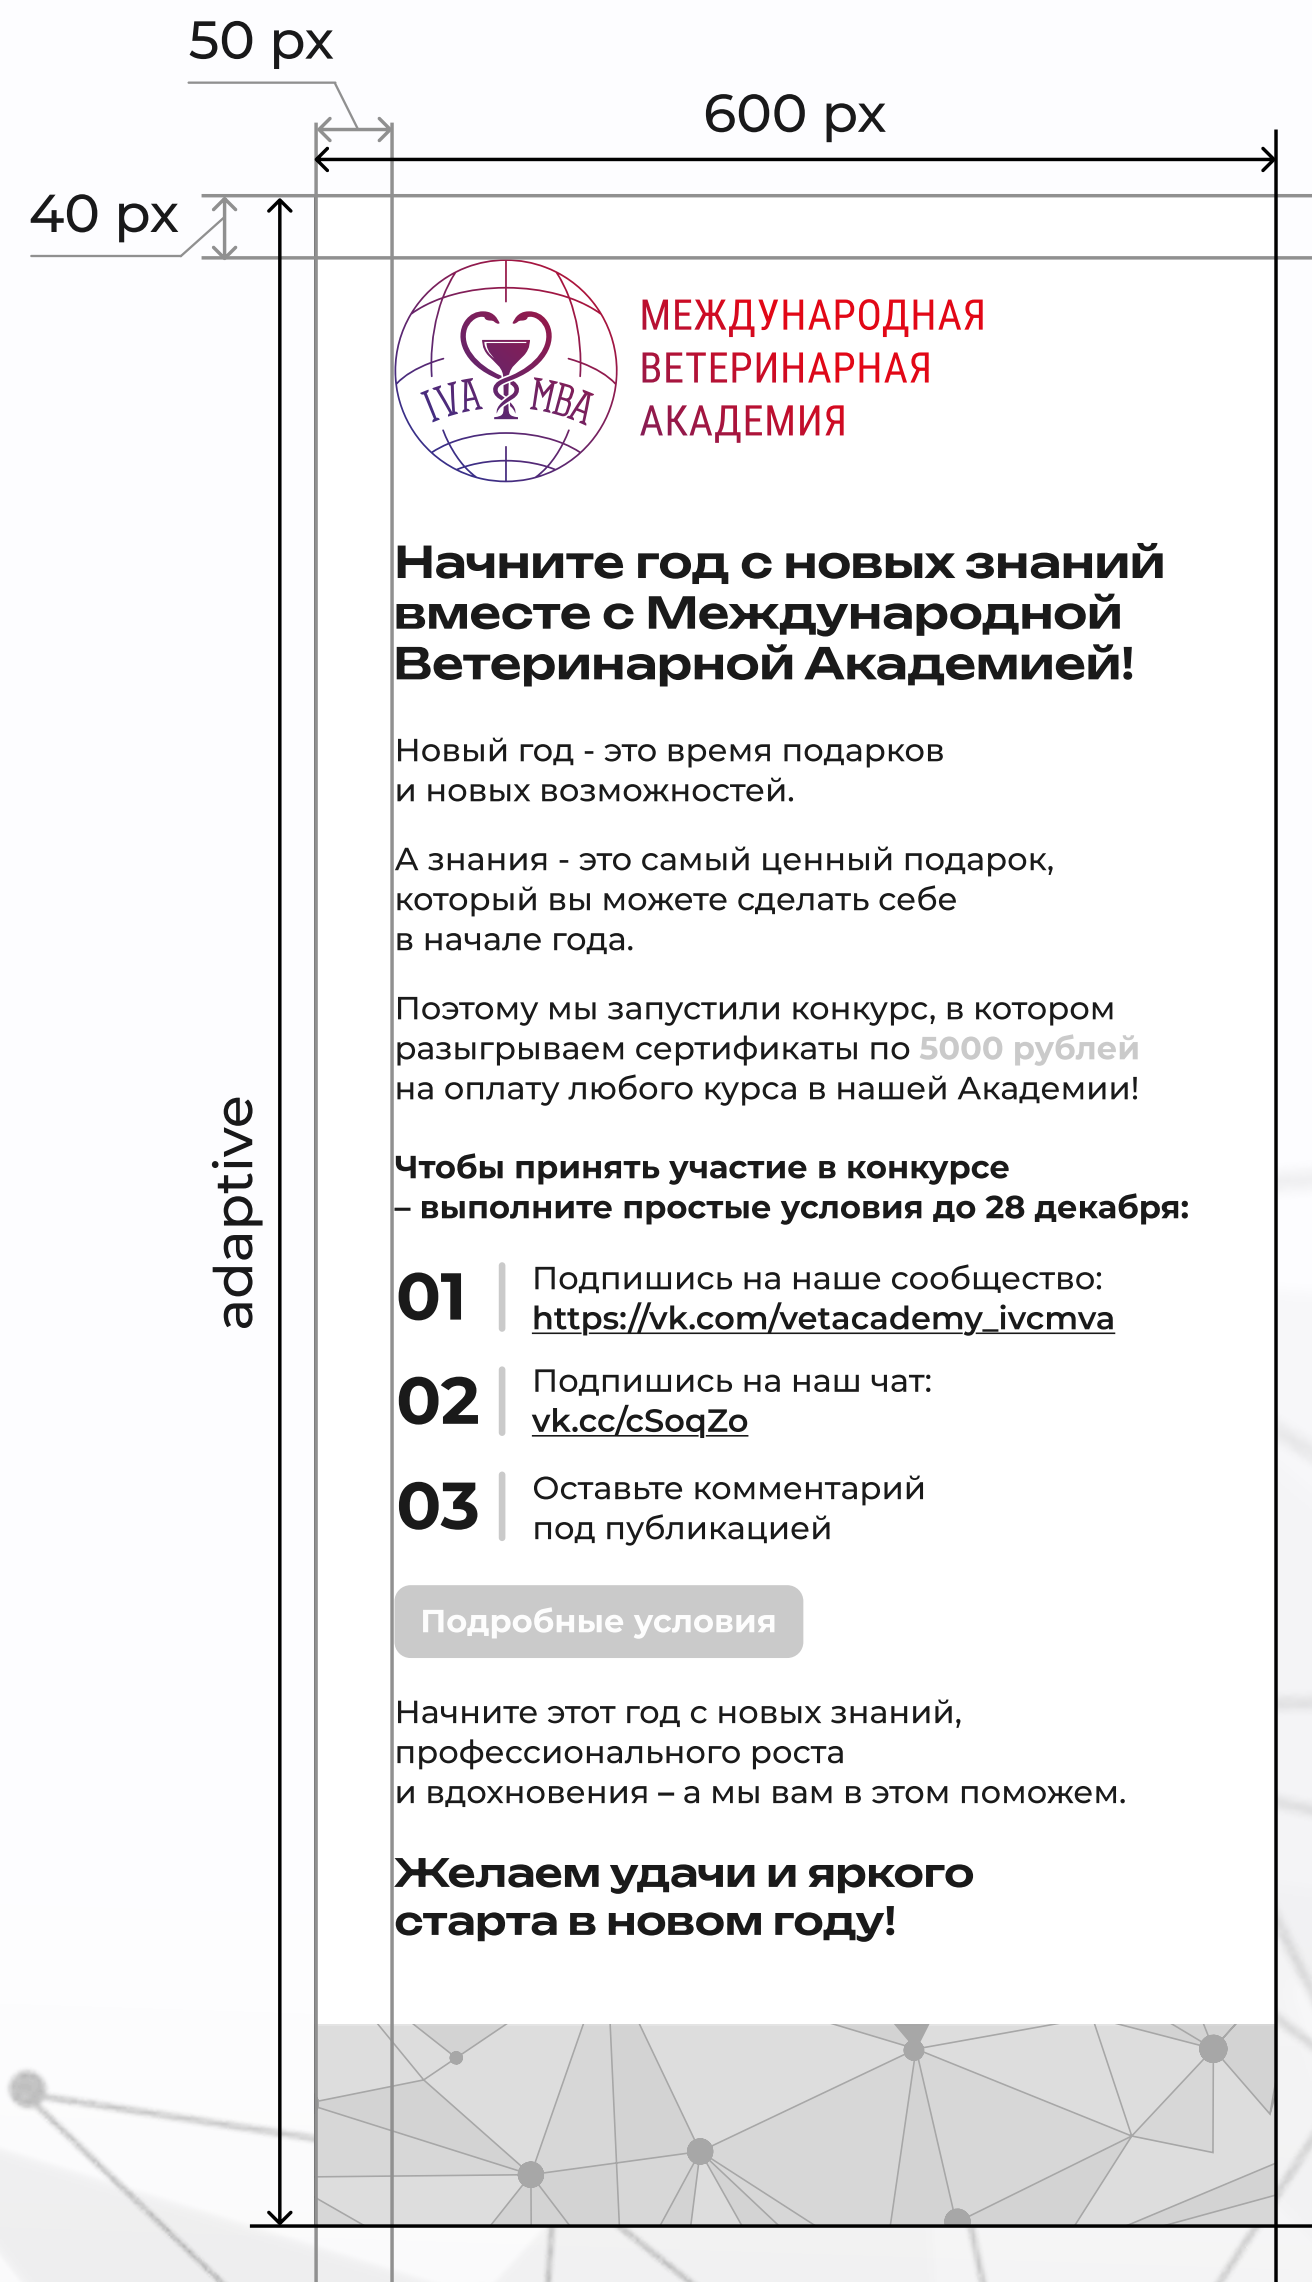 50 px
600 px
40 px
IVA MBA
МЕЖДУНАРОДНАЯ
ВЕТЕРИНАРНАЯ
АКАДЕМИЯ
Начните год с новых знаний
вместе с Международной
Ветеринарной Академией!
Новый год - это время подарков
и новых возможностей.
А знания - это самый ценный подарок,
который вы можете сделать себе
в начале года.
Поэтому мы запустили конкурс, в котором
разыгрываем сертификаты по 5000 рублей
на оплату любого курса в нашей Академии!
adaptive
Чтобы принять участие в конкурсе
– выполните простые условия до 28 декабря:
01
Подпишись на наше сообщество:
https://vk.com/vetacademy_ivcmva
02
Подпишись на наш чат:
vk.cc/cSoqZo
03
Оставьте комментарий
под публикацией
Подробные условия
Начните этот год с новых знаний,
профессионального роста
и вдохновения – а мы вам в этом поможем.
Желаем удачи и яркого
старта в новом году!